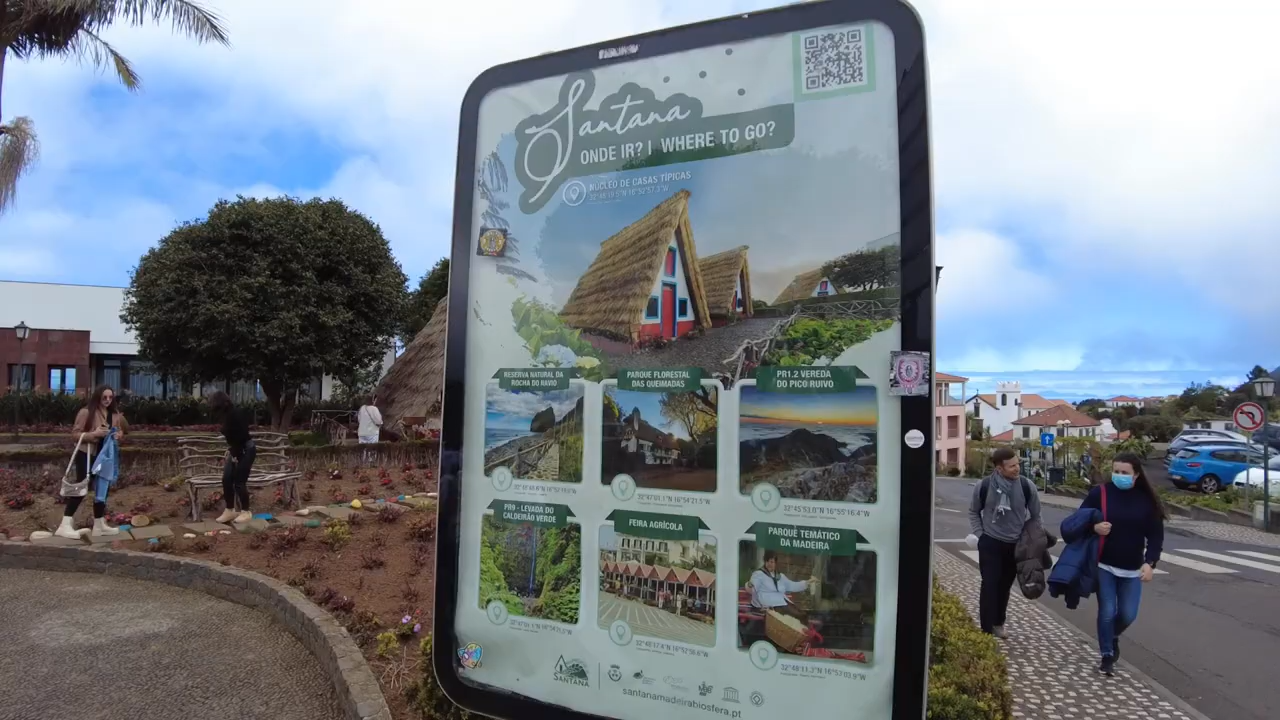 Santana
ONDE IR? | WHERE TO GO?
NÚCLEO DE CASAS TÍPICAS
RESERVA NATURAL DA
ROCHA DO NAVIO
PARQUE FLORESTAL
DAS QUEIMADAS
PR1.2 VEREDA
DO PICO RUIVO
PR9 - LEVADA DO
CALDEIRÃO VERDE
FEIRA AGRÍCOLA
PARQUE TEMÁTICO
DA MADEIRA
SANTANA
santanamadeirabiosfera.pt